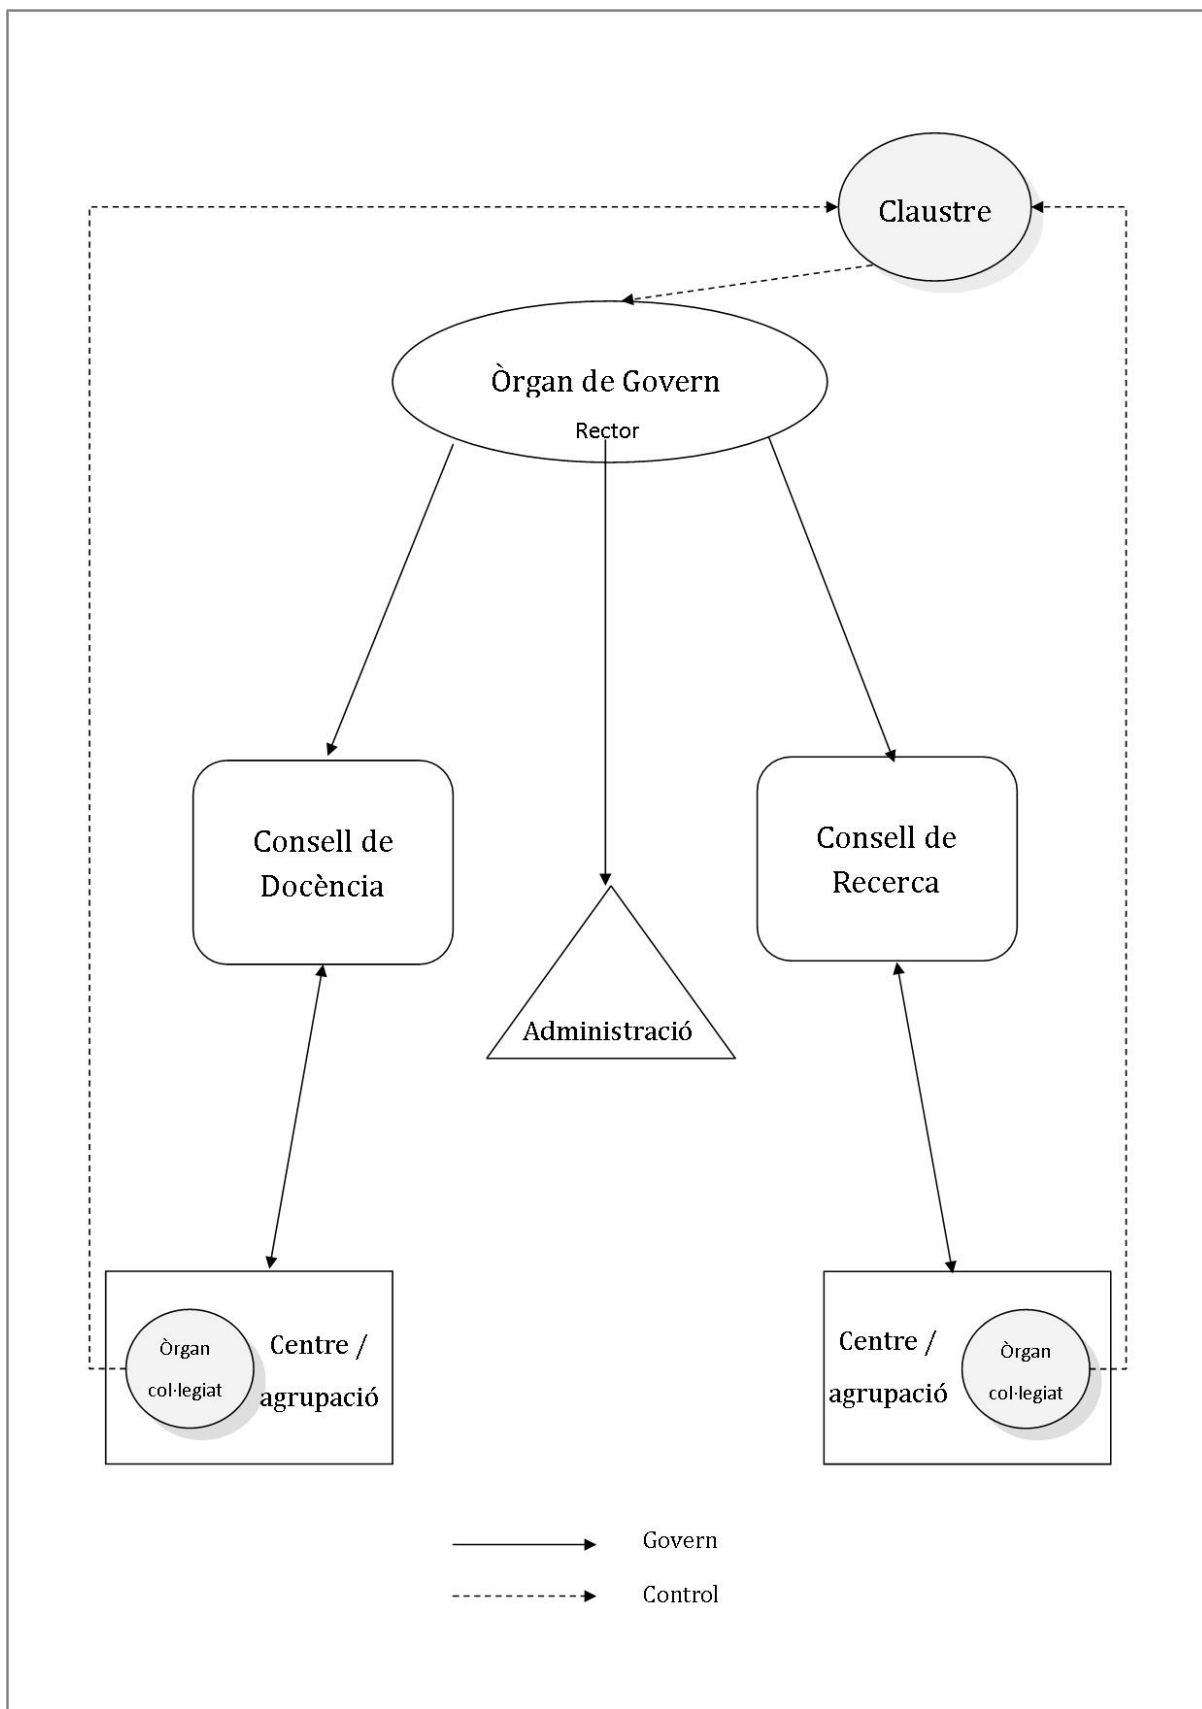 Claustre
Òrgan de Govern
Rector
Consell de
Docència
Consell de
Recerca
Administració
Òrgan
col·legiat
Centre /
agrupació
Centre /
agrupació
Òrgan
col·legiat
Govern
Control